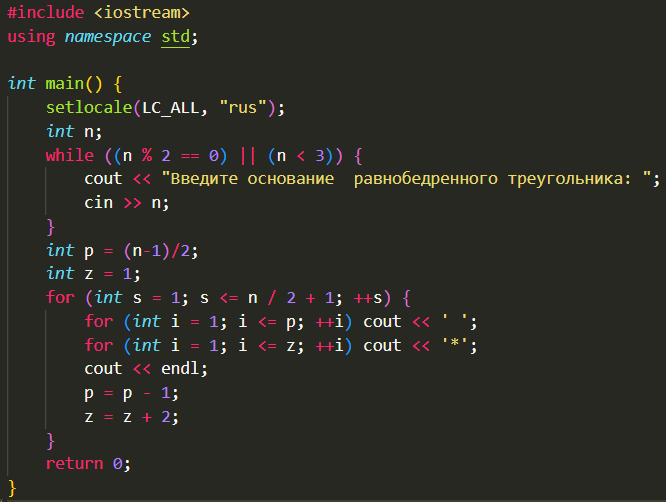 #include <iostream>
using namespace std;

int main() {
    setlocale(LC_ALL, "rus");
    int n;
    while ((n % 2 == 0) || (n < 3)) {
        cout << "Введите основание  равнобедренного треугольника: ";
        cin >> n;
    }
    int p = (n-1)/2;
    int z = 1;
    for (int s = 1; s <= n / 2 + 1; ++s) {
        for (int i = 1; i <= p; ++i) cout << ' ';
        for (int i = 1; i <= z; ++i) cout << '*';
        cout << endl;
        p = p - 1;
        z = z + 2;
    }
    return 0;
}